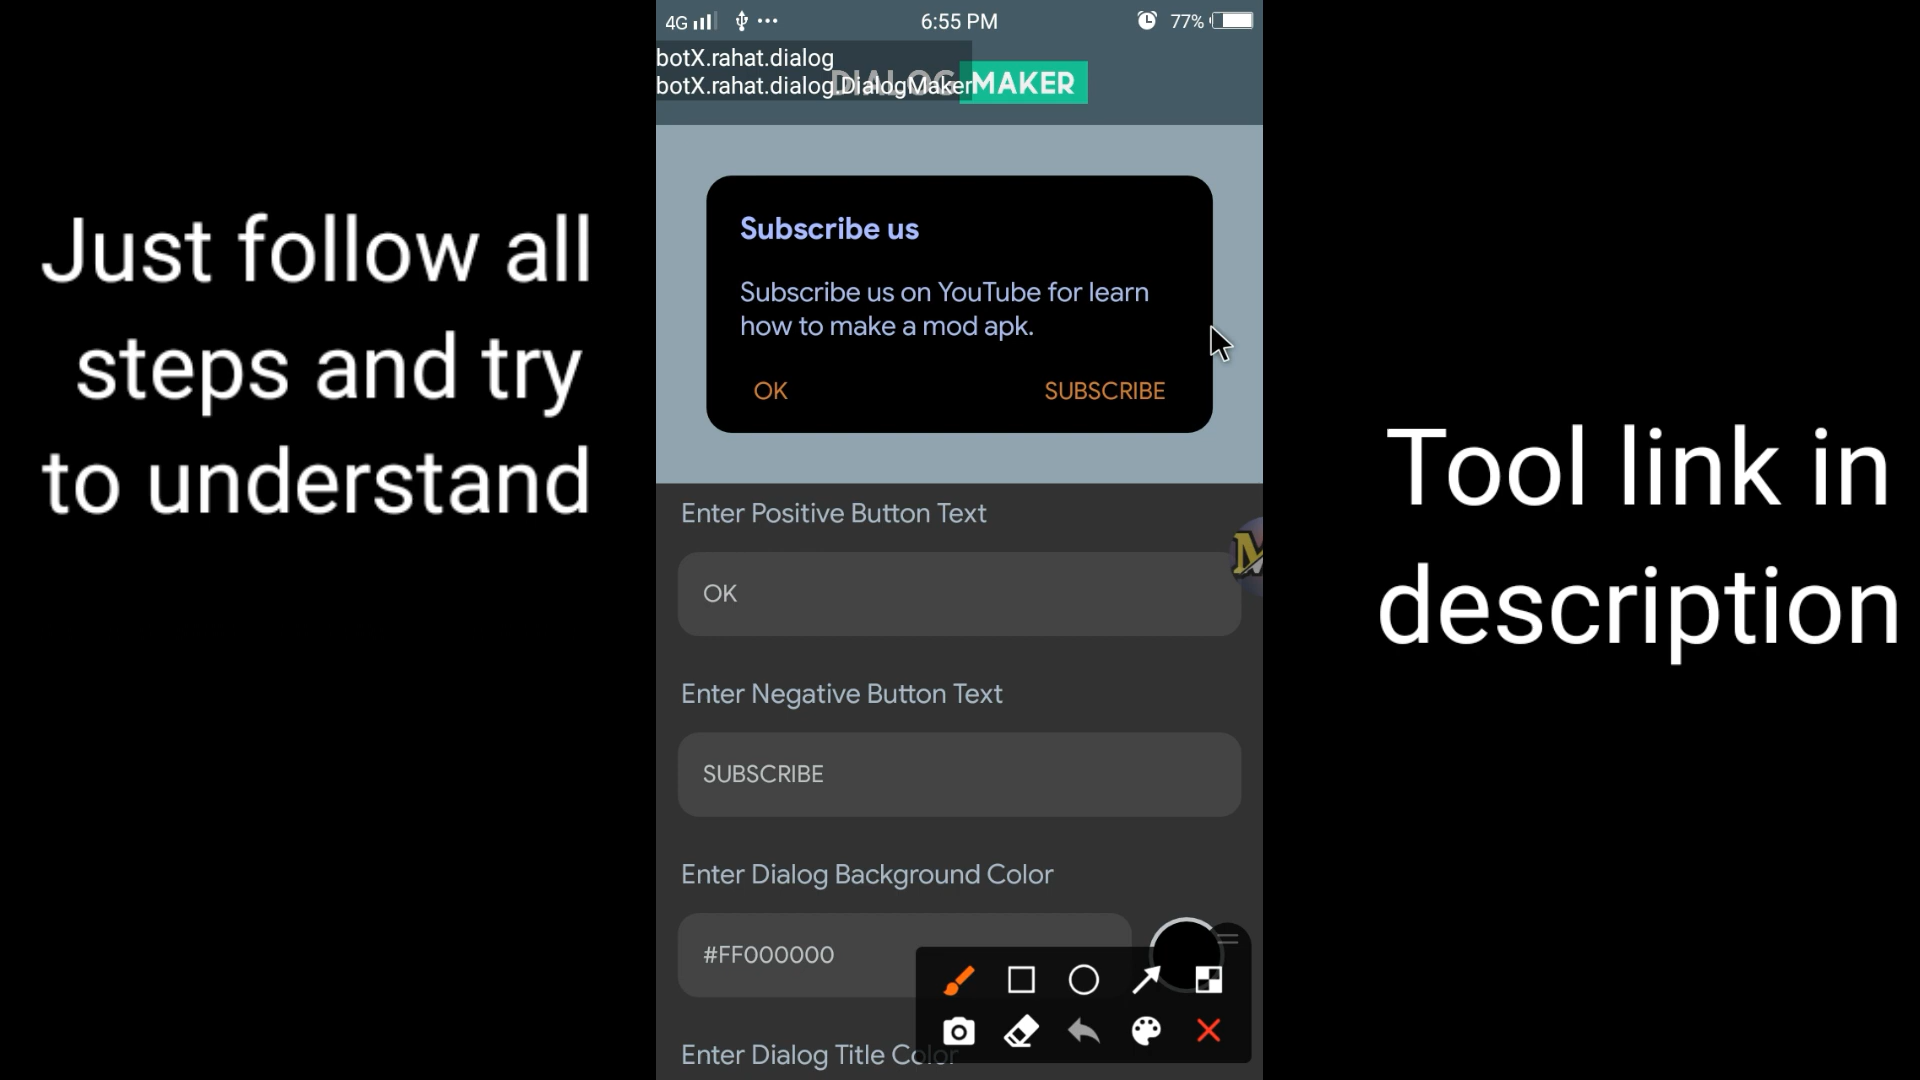 4G
6:55 PM
77%
botX.rahat.dialog
botX.rahat.dialog.DialogMaker
DIALOG MAKER
Just follow all
steps and try
to understand
Subscribe us
Subscribe us on YouTube for learn
how to make a mod apk.
OK
SUBSCRIBE
Tool link in
description
Enter Positive Button Text
OK
M
Enter Negative Button Text
SUBSCRIBE
Enter Dialog Background Color
#FF000000
Enter Dialog Title Color